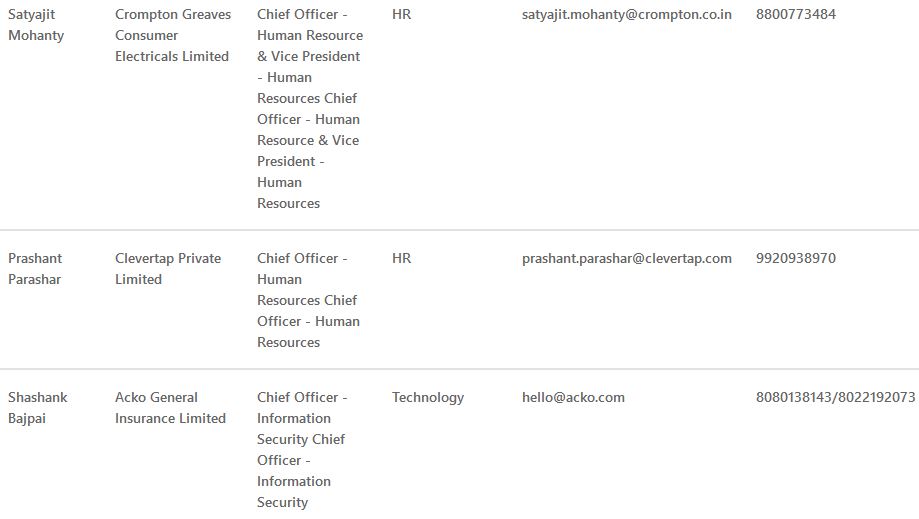 Satyajit Mohanty
Crompton Greaves Consumer Electricals Limited
Chief Officer - Human Resource & Vice President - Human Resources Chief Officer - Human Resource & Vice President - Human Resources
HR
satyajit.mohanty@crompton.co.in
8800773484
Prashant Parashar
Clevertap Private Limited
Chief Officer - Human Resources Chief Officer - Human Resources
HR
prashant.parashar@clevertap.com
9920938970
Shashank Bajpai
Acko General Insurance Limited
Chief Officer - Information Security Chief Officer - Information Security
Technology
hello@acko.com
8080138143/8022192073